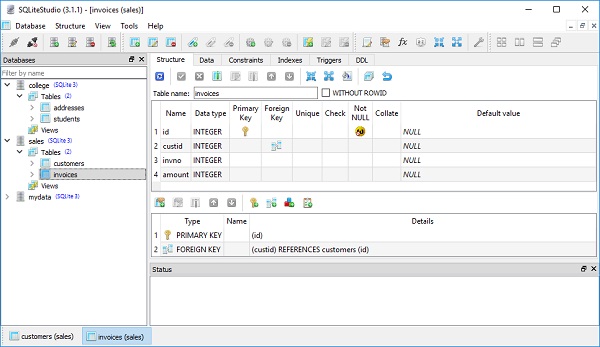 SQLiteStudio (3.1.1) - [invoices (sales)]
Database Structure View Tools Help
Databases
Filter by name
college (SQLite 3)
Tables (2)
addresses
students
Views
sales (SQLite 3)
Tables (2)
customers
invoices
Views
mydata (SQLite 3)
Structure Data Constraints Indexes Triggers DDL
Table name: invoices WITHOUT ROWID
Name Data type Primary Key Foreign Key Unique Check Not NULL Collate Default value
1 id INTEGER NULL
2 custid INTEGER NULL
3 invno INTEGER NULL
4 amount INTEGER NULL
Type Name Details
1 PRIMARY KEY (id)
2 FOREIGN KEY (custid) REFERENCES customers (id)
Status
customers (sales) invoices (sales)